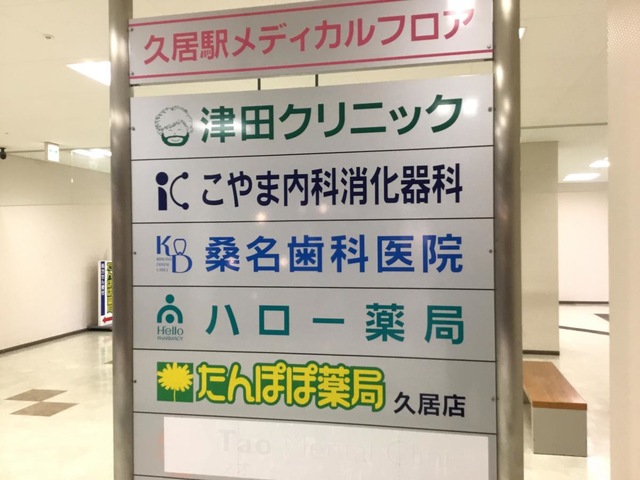 久居駅メディカルフロア
津田クリニック
こやま内科消化器科
桑名歯科医院
Hello
PHARMACY
ハロー薬局
たんぽぽ薬局 久居店
Tao